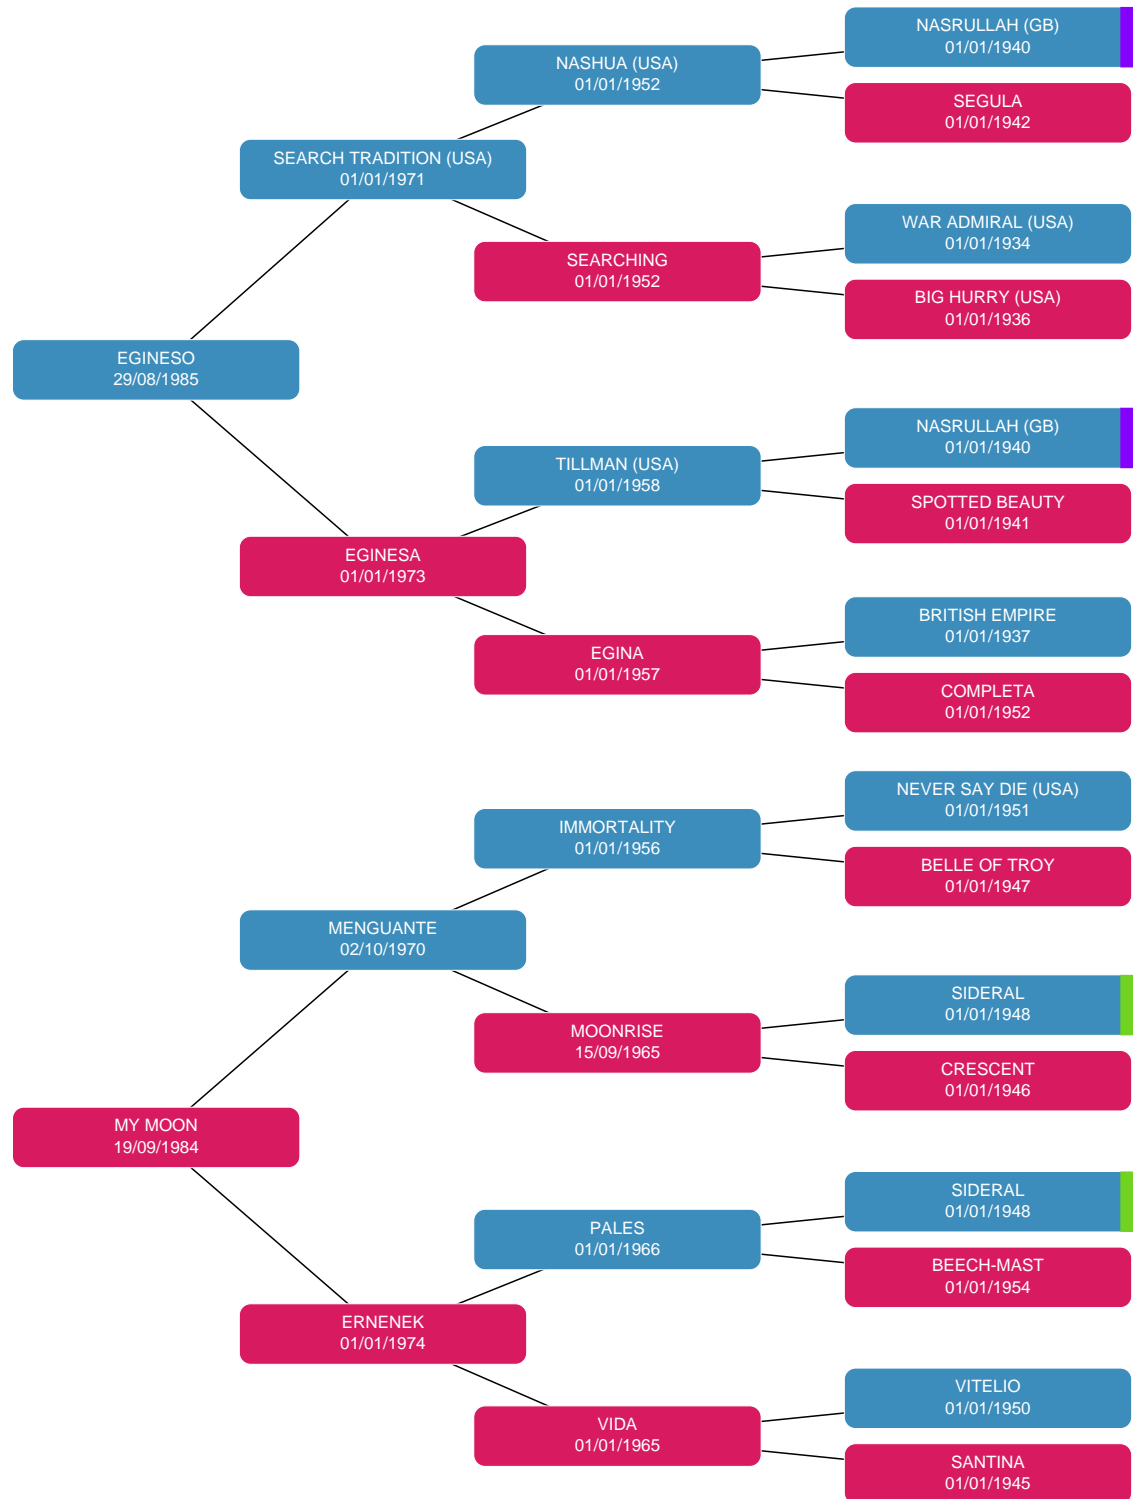 NASRULLAH (GB)
01/01/1940
NASHUA (USA)
01/01/1952
SEGULA
01/01/1942
SEARCH TRADITION (USA)
01/01/1971
WAR ADMIRAL (USA)
01/01/1934
SEARCHING
01/01/1952
BIG HURRY (USA)
01/01/1936
EGINESO
29/08/1985
NASRULLAH (GB)
01/01/1940
TILLMAN (USA)
01/01/1958
SPOTTED BEAUTY
01/01/1941
EGINESA
01/01/1973
BRITISH EMPIRE
01/01/1937
EGINA
01/01/1957
COMPLETA
01/01/1952
NEVER SAY DIE (USA)
01/01/1951
IMMORTALITY
01/01/1956
BELLE OF TROY
01/01/1947
MENGUANTE
02/10/1970
SIDERAL
01/01/1948
MOONRISE
15/09/1965
CRESCENT
01/01/1946
MY MOON
19/09/1984
SIDERAL
01/01/1948
PALES
01/01/1966
BEECH-MAST
01/01/1954
ERNENEK
01/01/1974
VITELIO
01/01/1950
VIDA
01/01/1965
SANTINA
01/01/1945